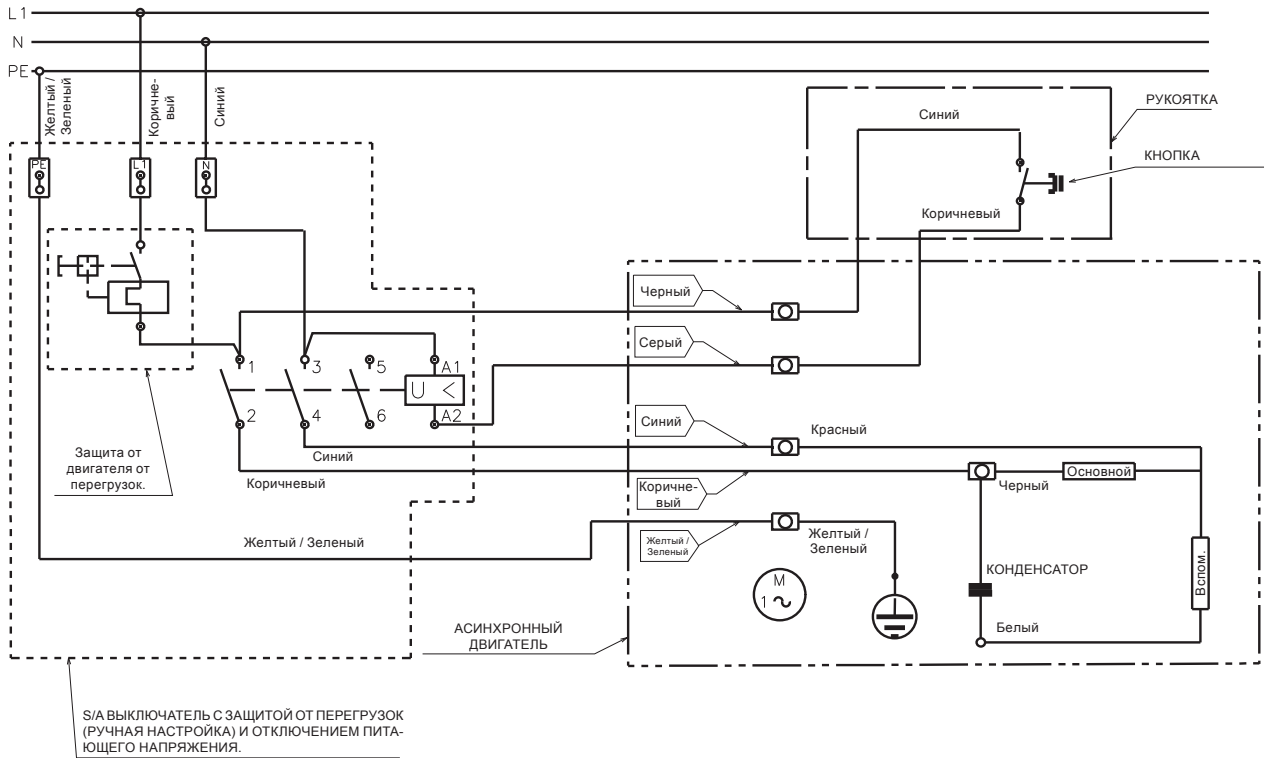 L1
N
PE
Желтый /
Зеленый
Коричне-
вый
Синий
PE
L1
N
Синий
РУКОЯТКА
КНОПКА
Коричневый
Черный
Серый
1
3
5
A1
U <
2
4
6
A2
Защита от
двигателя от
перегрузок.
Синий
Коричневый
Синий
Красный
Коричне-
вый
Черный
Основной
Желтый / Зеленый
Желтый /
Зеленый
Желтый /
Зеленый
M
1 ~
КОНДЕНСАТОР
Вспом.
Белый
АСИНХРОННЫЙ
ДВИГАТЕЛЬ
S/A ВЫКЛЮЧАТЕЛЬ С ЗАЩИТОЙ ОТ ПЕРЕГРУЗОК
(РУЧНАЯ НАСТРОЙКА) И ОТКЛЮЧЕНИЕМ ПИТА-
ЮЩЕГО НАПРЯЖЕНИЯ.